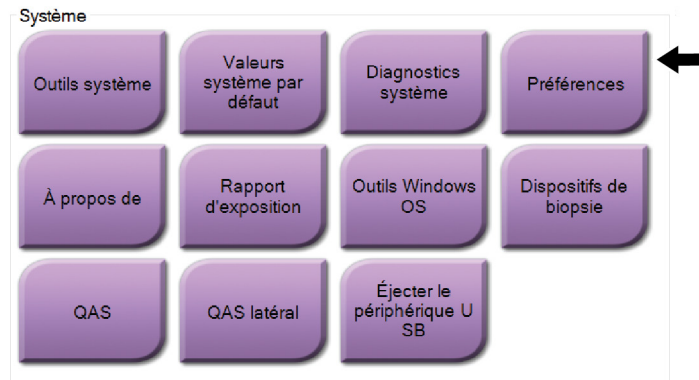 Système
Outils système
Valeurs
système par
défaut
Diagnostics
système
Préférences
À propos de
Rapport
d'exposition
Outils Windows
OS
Dispositifs de
biopsie
QAS
QAS latéral
Éjecter le
périphérique U
SB